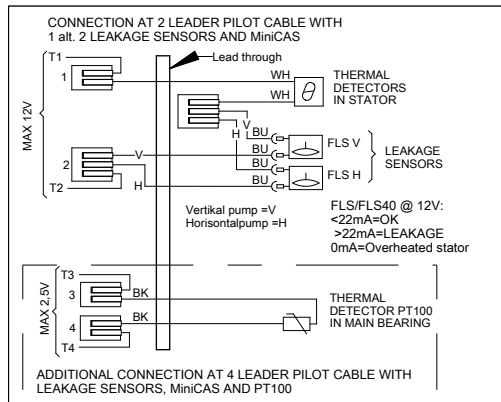 CONNECTION AT 2 LEADER PILOT CABLE WITH
1 alt. 2 LEAKAGE SENSORS AND MiniCAS
T1
Lead through
1
WH
WH
THERMAL
DETECTORS
IN STATOR
MAX 12V
V
H
BU
FLS V
2
V
BU
BU
LEAKAGE
SENSORS
T2
H
BU
FLS H
Vertikal pump =V
Horisontalpump =H
FLS/FLS40 @ 12V:
<22mA=OK
>22mA=LEAKAGE
0mA=Overheated stator
T3
MAX 2,5V
3
BK
THERMAL
DETECTOR PT100
IN MAIN BEARING
4
BK
T4
ADDITIONAL CONNECTION AT 4 LEADER PILOT CABLE WITH
LEAKAGE SENSORS, MiniCAS AND PT100